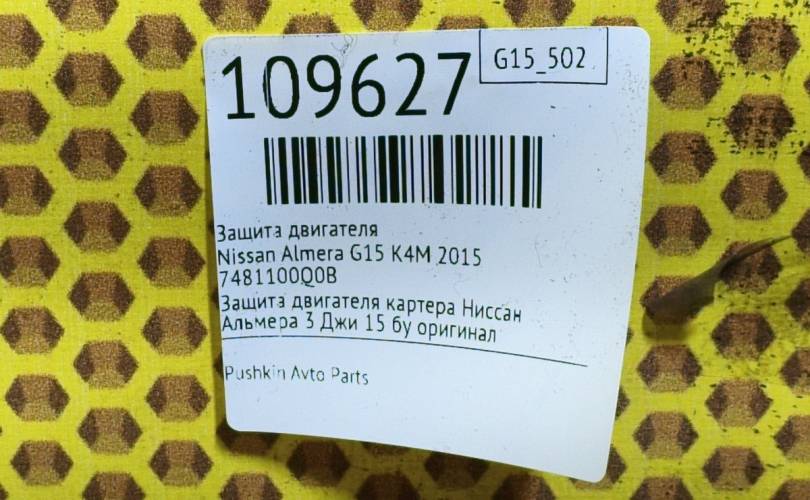 109627
G15_502
Защита двигателя
Nissan Almera G15 K4M 2015
7481100Q0B
Защита двигателя картера Ниссан
Альмера 3 Джи 15 бу оригинал
Pushkin Avto Parts